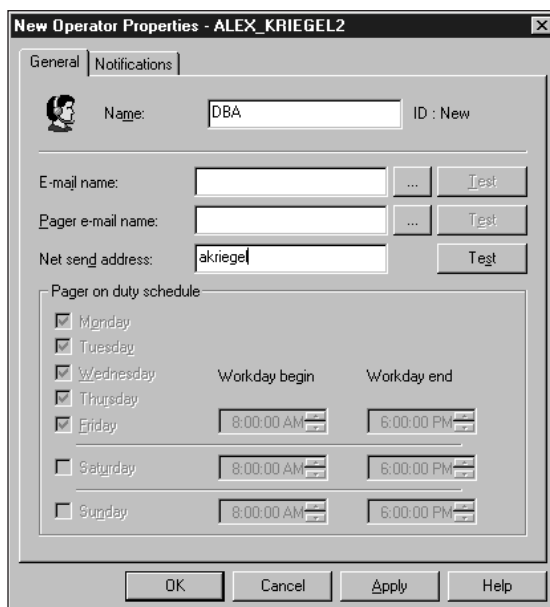 New Operator Properties - ALEX_KRIEGEL2
General Notifications
Name: DBA ID : New
E-mail name: ... Test
Pager e-mail name: ... Test
Net send address: akriegel Test
Pager on duty schedule
Monday
Tuesday
Wednesday Workday begin Workday end
Thursday
Friday 8:00:00 AM 6:00:00 PM
Saturday 8:00:00 AM 6:00:00 PM
Sunday 8:00:00 AM 6:00:00 PM
OK Cancel Apply Help